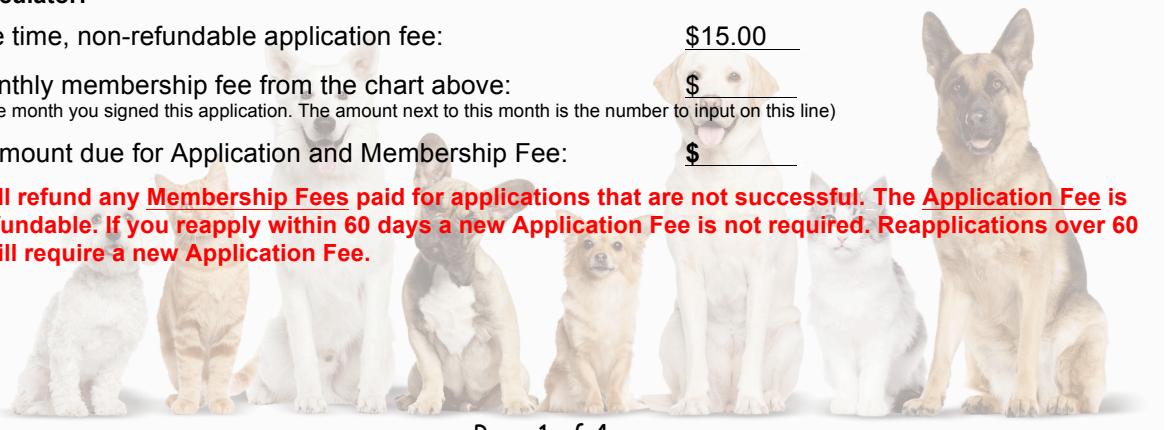 e time, non-refundable application fee: $15.00
nthly membership fee from the chart above: $
e month you signed this application. The amount next to this month is the number to input on this line)
mount due for Application and Membership Fee: $
ll refund any Membership Fees paid for applications that are not successful. The Application Fee is
undable. If you reapply within 60 days a new Application Fee is not required. Reapplications over 60
ill require a new Application Fee.